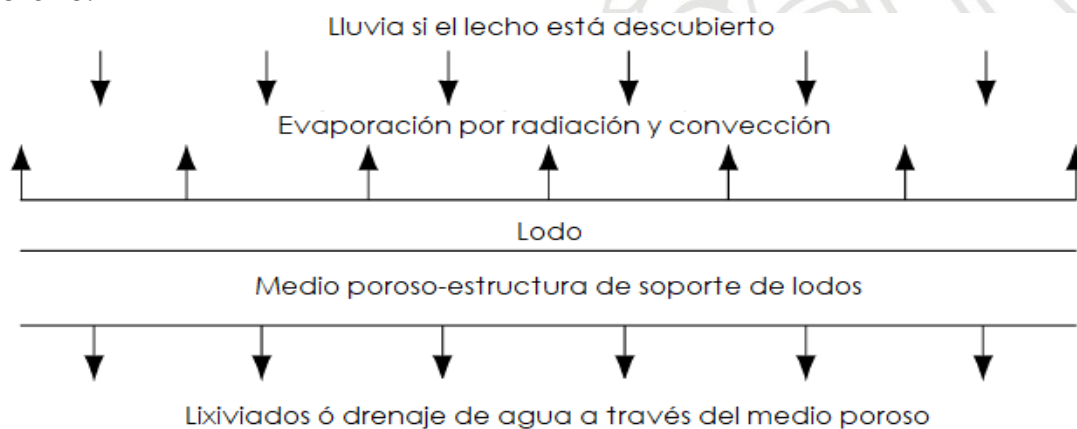 Lluvia si el lecho está descubierto
Evaporación por radiación y convección
Lodo
Medio poroso-estructura de soporte de lodos
Lixiviados ó drenaje de agua a través del medio poroso